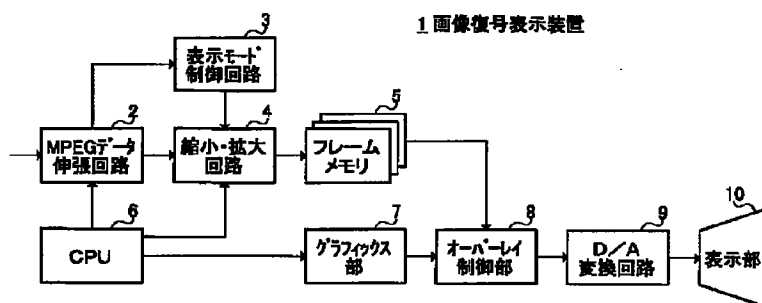 1 画像復号表示装置
3
表示モード
制御回路
2
MPEGデータ
伸張回路
4
縮小・拡大
回路
5
フレーム
メモリ
6
CPU
7
グラフィックス
部
8
オーバーレイ
制御部
9
D/A
変換回路
10
表示部